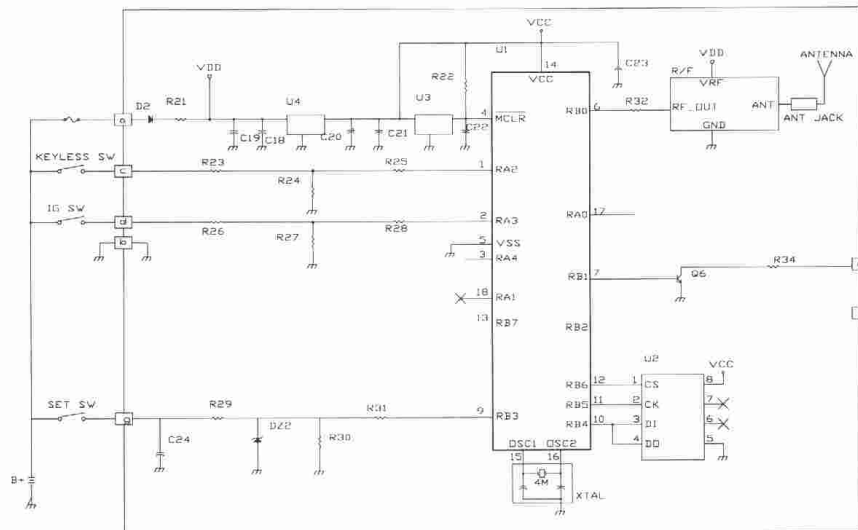 VCC
U1
VDD
C23
R/F
VDD
ANTENNA
R22
14
VCC
VRF
D2
R21
U4
U3
4
MCLR
RB0
6
R32
RF_OUT
ANT
GND
ANT JACK
C19
C18
C20
C21
C22
KEYLESS SW
R23
R25
1
RA2
R24
IG SW
R26
R28
2
RA3
RA0
17
R27
5
VSS
3
RA4
RB1
7
Q6
R34
18
RA1
13
RB7
RB2
U2
VCC
RB6
12
1
CS
8
RB5
11
2
CK
7
RB4
10
3
DI
6
4
DO
5
SET SW
R29
R31
9
RB3
C24
DZ2
R30
OSC1
OSC2
15
16
4M
XTAL
B+